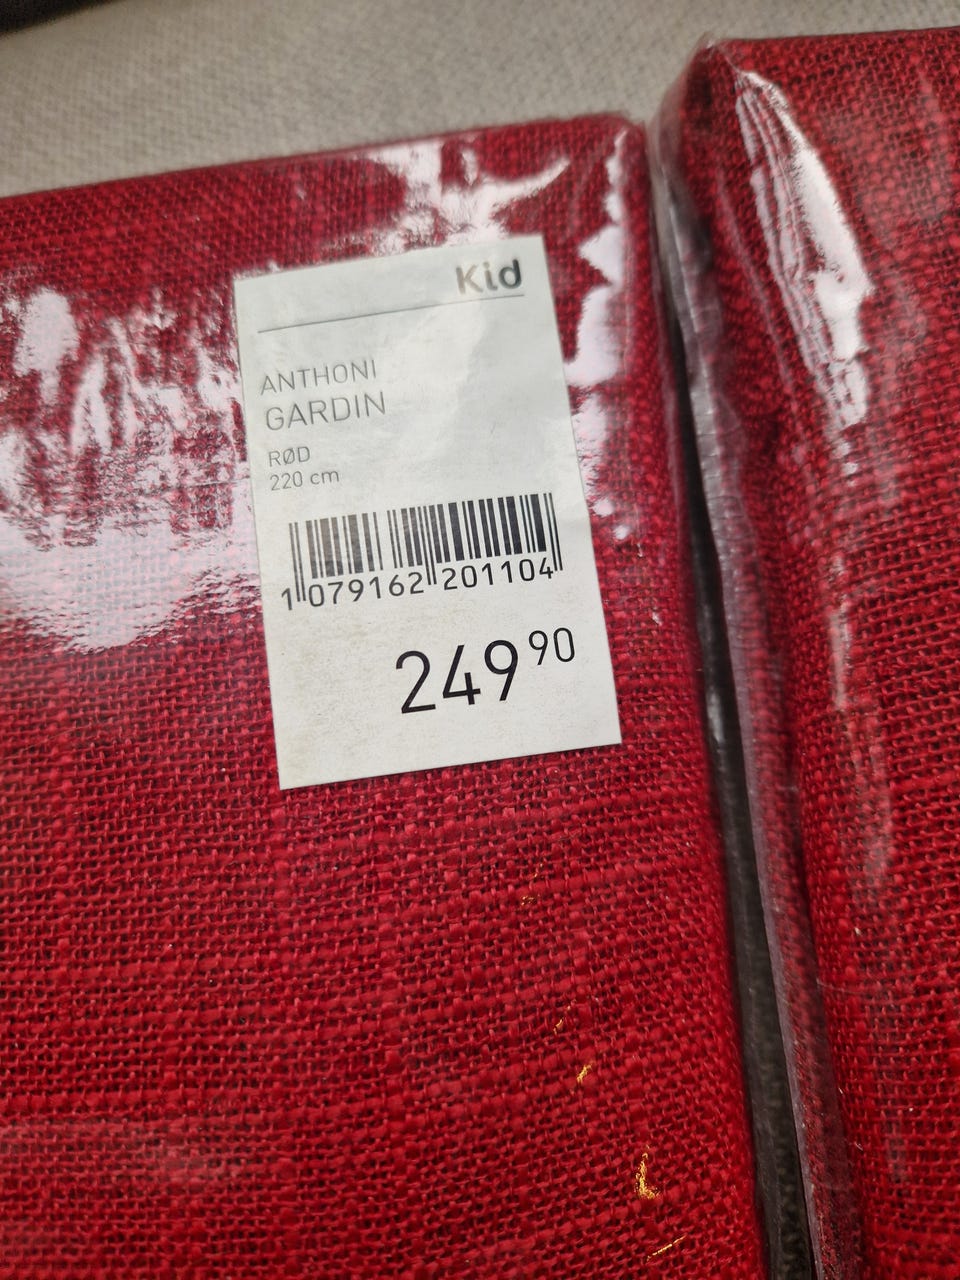 Kid
ANTHONI
GARDIN
RØD
220 cm
1 079162 201104
249 90